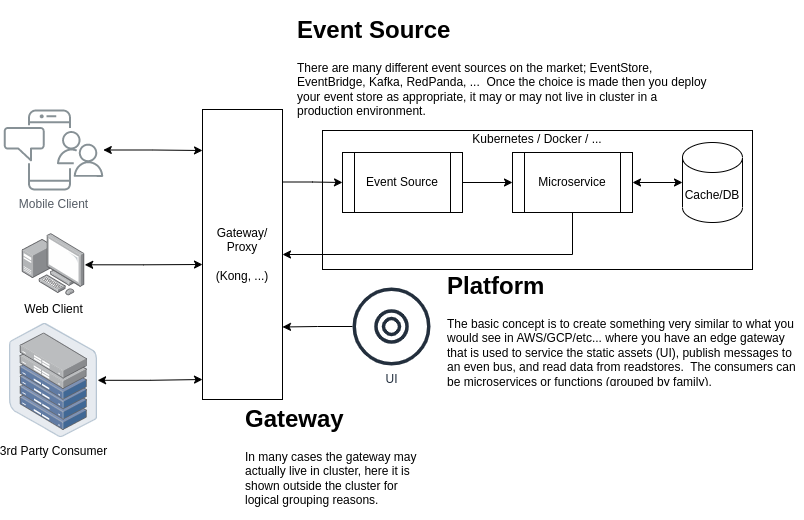 Event Source
There are many different event sources on the market; EventStore,
EventBridge, Kafka, RedPanda, ...  Once the choice is made then you deploy
your event store as appropriate, it may or may not live in cluster in a
production environment.
Kubernetes / Docker / ...
Event Source
Microservice
Cache/DB
Mobile Client
Gateway/
Proxy
(Kong, ...)
Web Client
Platform
The basic concept is to create something very similar to what you
would see in AWS/GCP/etc... where you have an edge gateway
that is used to service the static assets (UI), publish messages to
an even bus, and read data from readstores.  The consumers can
be microservices or functions (grouped by family).
UI
3rd Party Consumer
Gateway
In many cases the gateway may
actually live in cluster, here it is
shown outside the cluster for
logical grouping reasons.